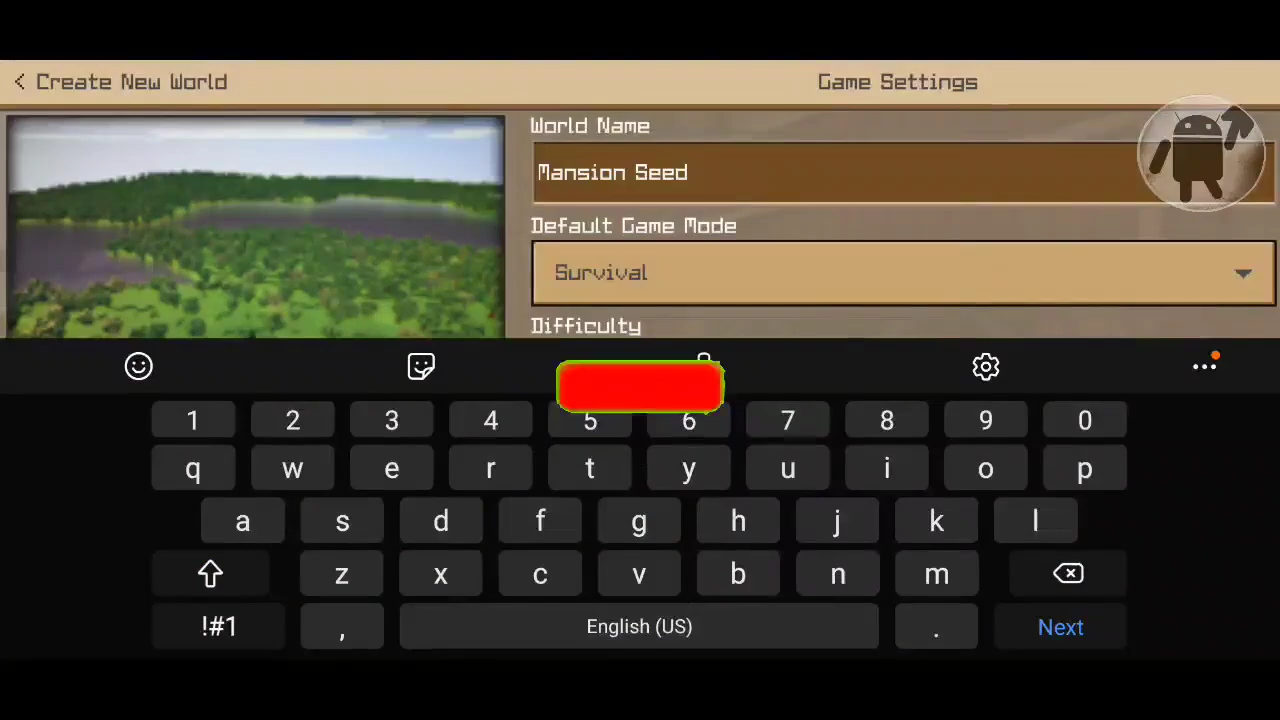 Create New World
Game Settings
World Name
Mansion Seed
Default Game Mode
Survival
Difficulty
1 2 3 4 5 6 7 8 9 0
q w e r t y u i o p
a s d f g h j k l
z x c v b n m
!#1 , English (US) . Next